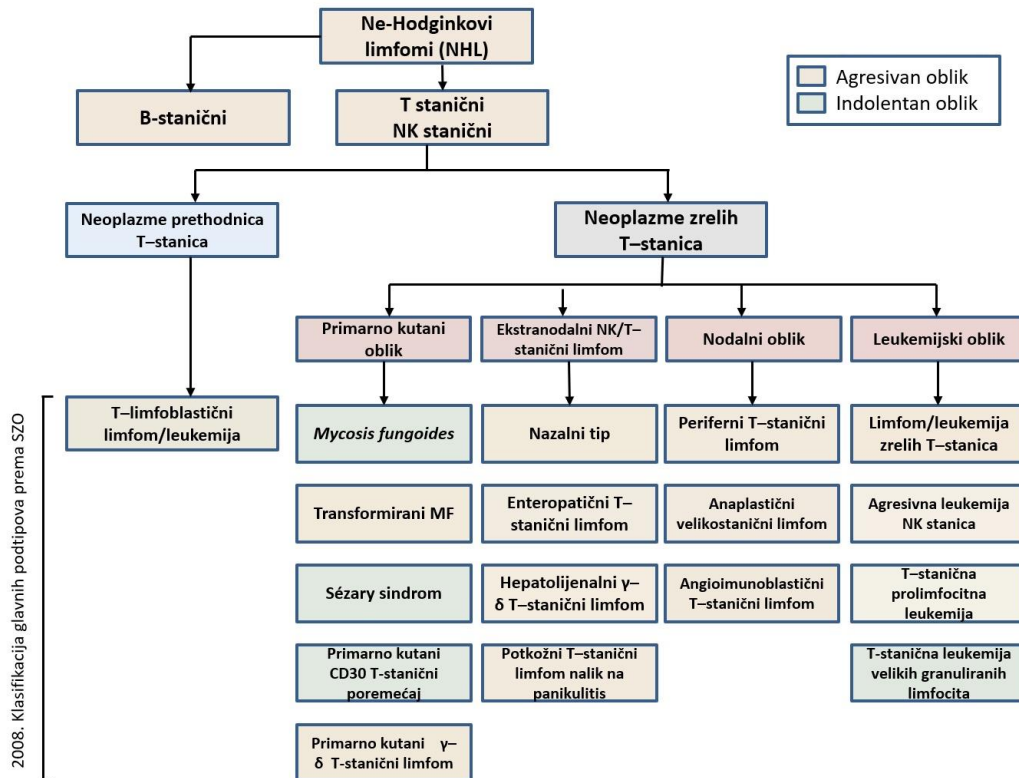 Ne-Hodginkovi
limfomi (NHL)
Agresivan oblik
Indolentan oblik
B-stanični
T stanični
NK stanični
Neoplazme prethodnica
T–stanica
Neoplazme zrelih
T–stanica
Primarno kutani
oblik
Ekstranodalni NK/T–
stanični limfom
Nodalni oblik
Leukemijski oblik
2008. Klasifikacija glavnih podtipova prema SZO
T–limfoblastični
limfom/leukemija
Mycosis fungoides
Nazalni tip
Periferni T–stanični
limfom
Limfom/leukemija
zrelih T–stanica
Transformirani MF
Enteropatični T–
stanični limfom
Anaplastični
velikostanični limfom
Agresivna leukemija
NK stanica
Sézary sindrom
Hepatolijenalni γ–
δ T–stanični limfom
Angioimunoblastični
T–stanični limfom
T–stanična
prolimfocitna
leukemija
Primarno kutani
CD30 T-stanični
poremećaj
Potkožni T–stanični
limfom nalik na
panikulitis
T-stanična leukemija
velikih granuliranih
limfocita
Primarno kutani γ–
δ T-stanični limfom